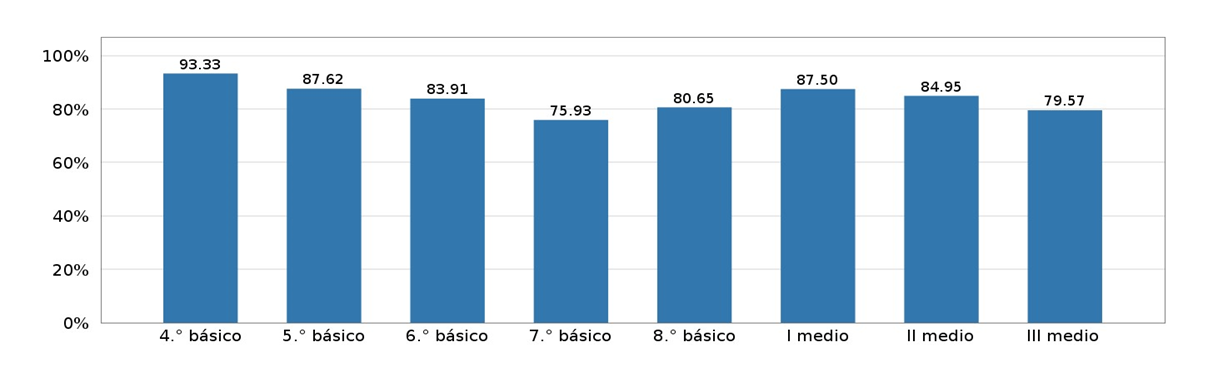 100%
80%
60%
40%
20%
0%
93.33
87.62
83.91
75.93
80.65
87.50
84.95
79.57
4.° básico
5.° básico
6.° básico
7.° básico
8.° básico
I medio
II medio
III medio